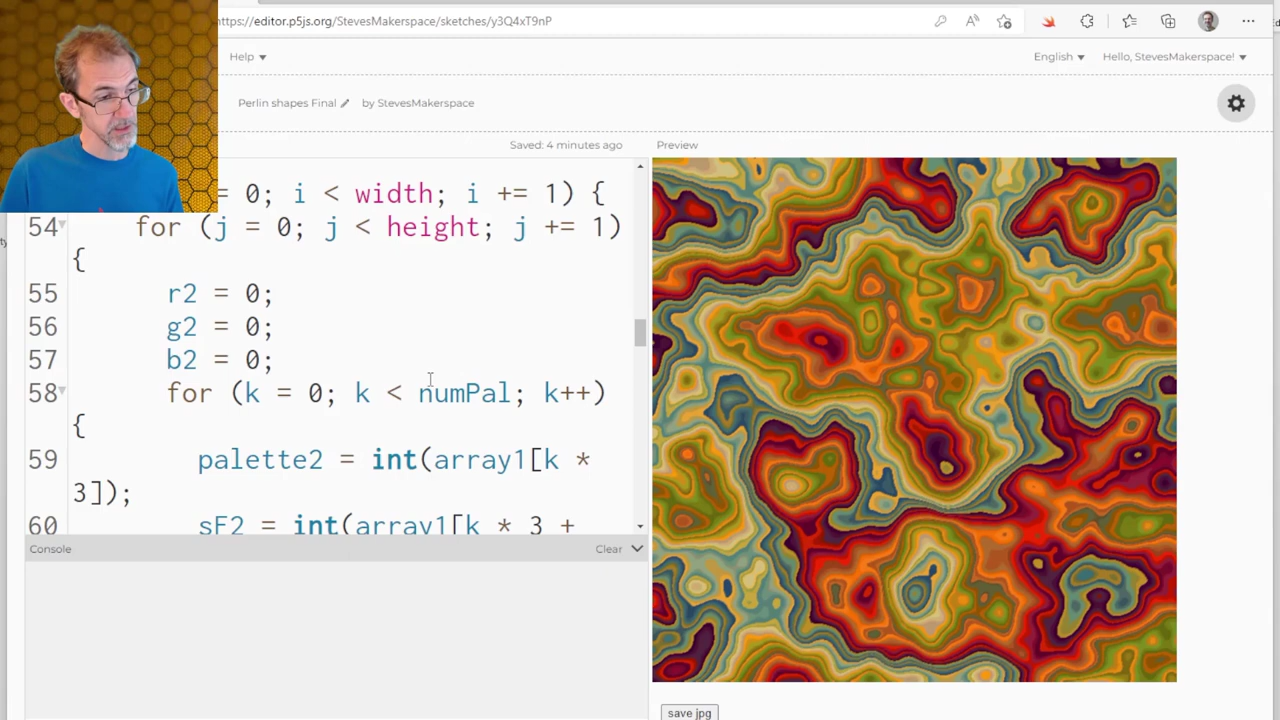 https://editor.p5js.org/StevesMakerspace/sketches/y3Q4xT9nP
Help
English
Hello, StevesMakerspace!
Perlin shapes Final
by StevesMakerspace
Saved: 4 minutes ago
Preview
= 0; i < width; i += 1) {
54 for (j = 0; j < height; j += 1)
{
55 r2 = 0;
56 g2 = 0;
57 b2 = 0;
58 for (k = 0; k < numPal; k++)
{
59 palette2 = int(array1[k *
3]);
60 sF2 = int(array1[k * 3 +
Console
Clear
save jpg